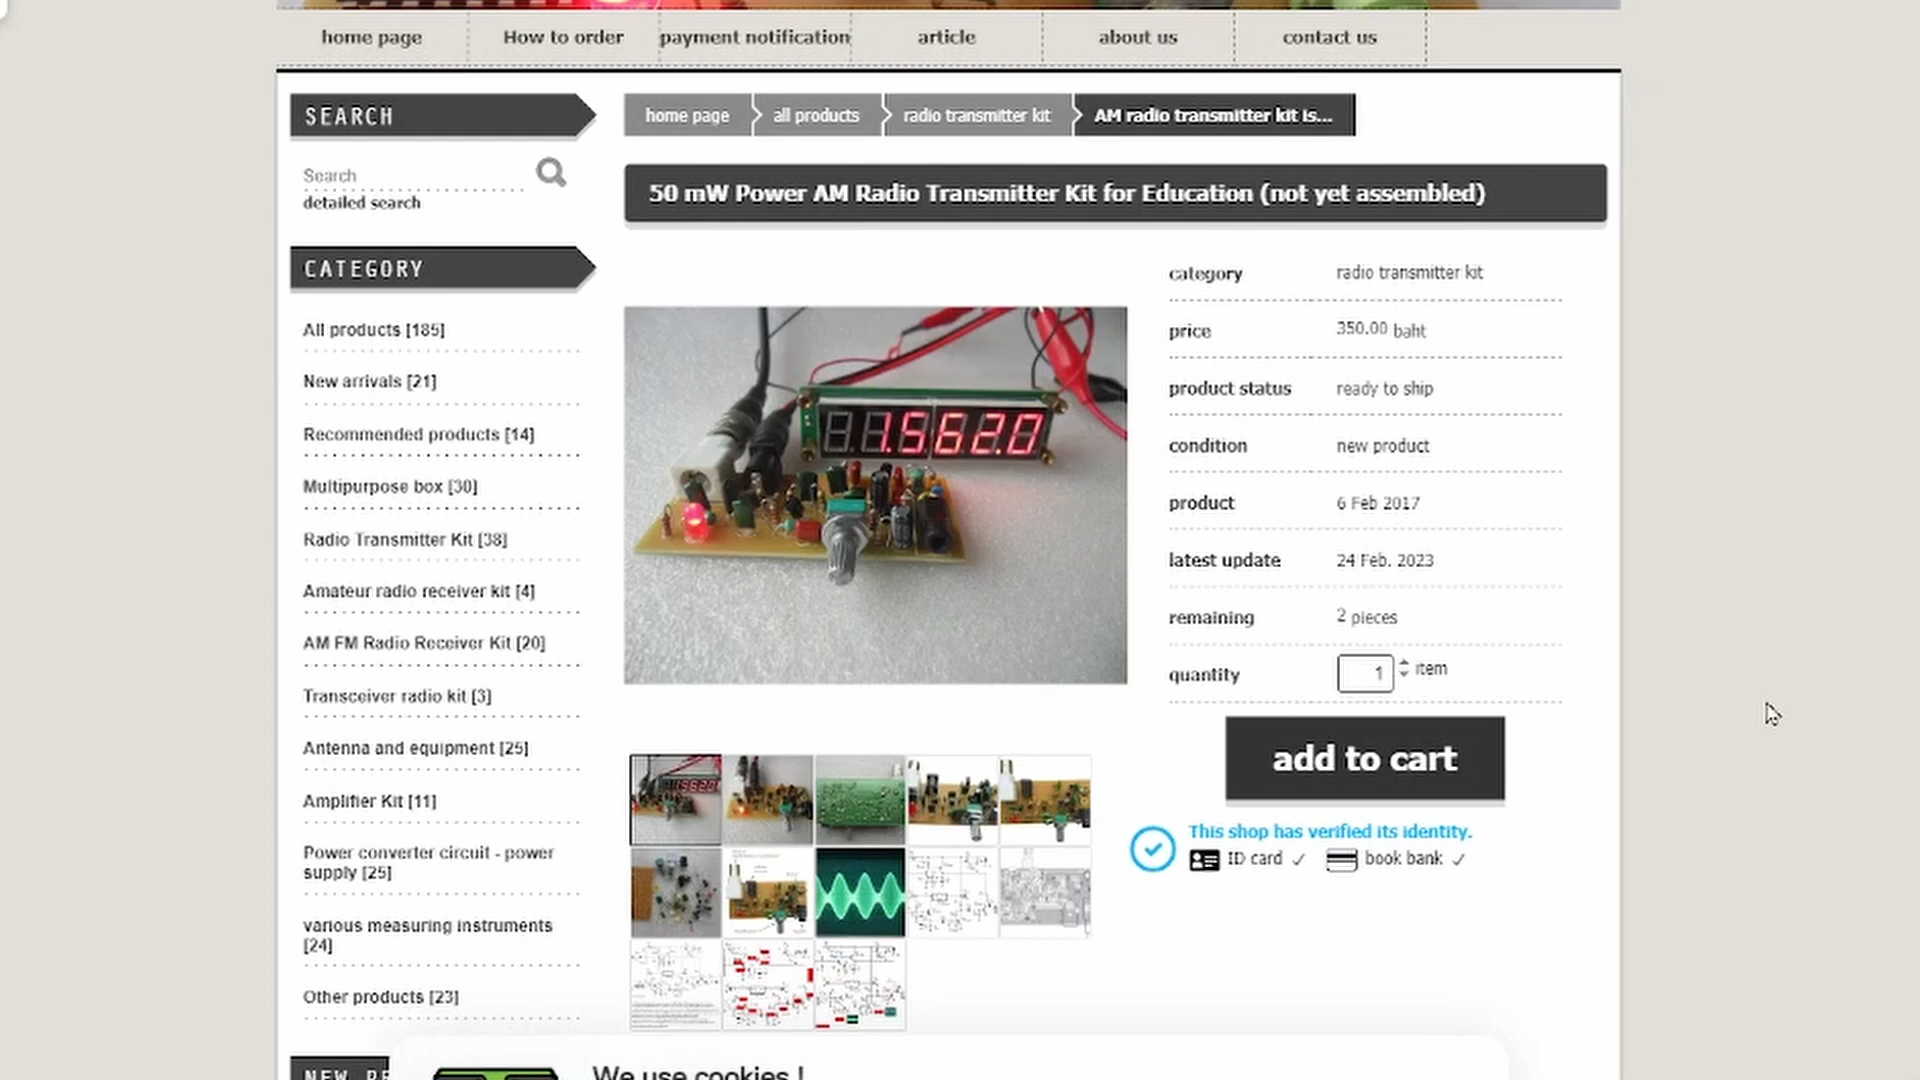 home page
How to order
payment notification
article
about us
contact us
SEARCH
Search
detailed search
CATEGORY
All products [185]
New arrivals [21]
Recommended products [14]
Multipurpose box [30]
Radio Transmitter Kit [38]
Amateur radio receiver kit [4]
AM FM Radio Receiver Kit [20]
Transceiver radio kit [3]
Antenna and equipment [25]
Amplifier Kit [11]
Power converter circuit - power
supply [25]
various measuring instruments
[24]
Other products [23]
home page
all products
radio transmitter kit
AM radio transmitter kit is...
50 mW Power AM Radio Transmitter Kit for Education (not yet assembled)
1.562.0
category radio transmitter kit
price 350.00 baht
product status ready to ship
condition new product
product 6 Feb 2017
latest update 24 Feb. 2023
remaining 2 pieces
quantity 1 item
add to cart
This shop has verified its identity.
ID card ✓ book bank ✓
We use cookies !